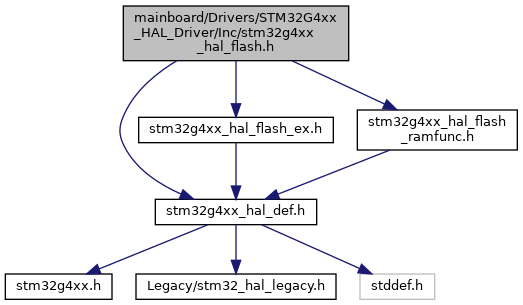 mainboard/Drivers/STM32G4xx
_HAL_Driver/Inc/stm32g4xx
_hal_flash.h
stm32g4xx_hal_flash_ex.h
stm32g4xx_hal_flash
_ramfunc.h
stm32g4xx_hal_def.h
stm32g4xx.h
Legacy/stm32_hal_legacy.h
stddef.h